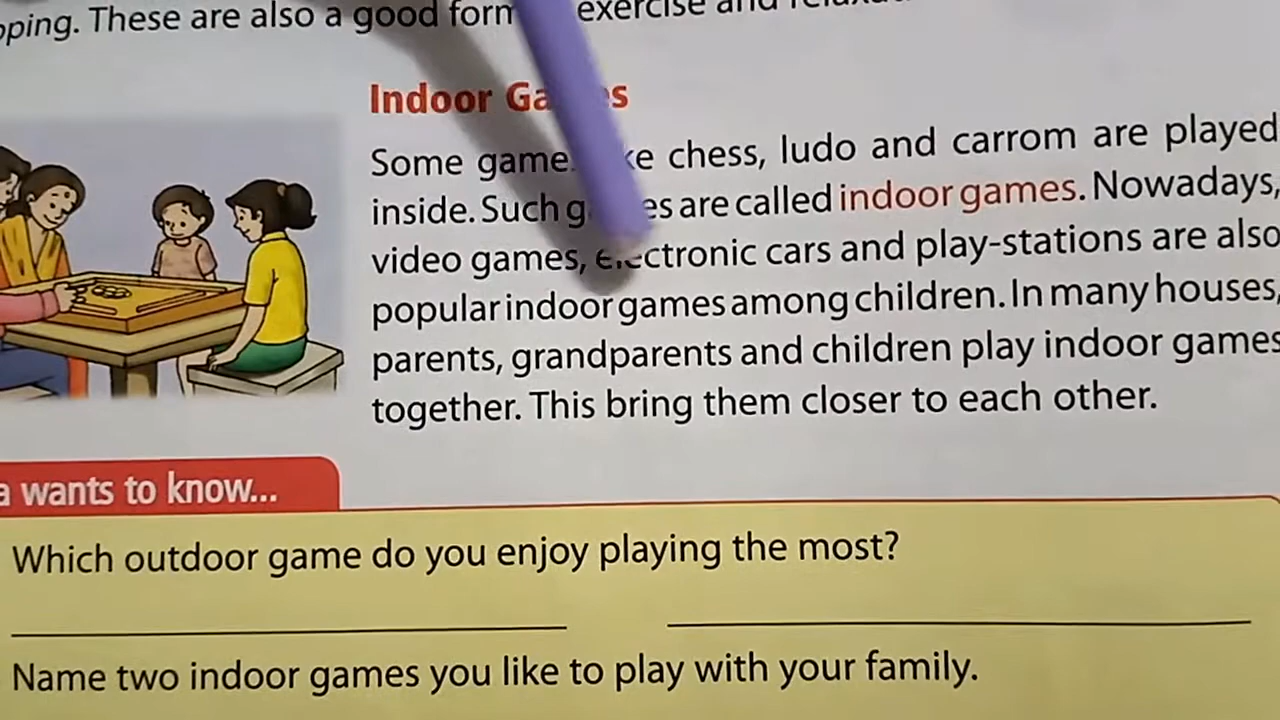 pping. These are also a good form exercise and
Indoor Ga s
Some game ke chess, ludo and carrom are played
inside. Such g es are called indoor games. Nowadays,
video games, electronic cars and play-stations are also
popular indoor games among children. In many houses,
parents, grandparents and children play indoor games
together. This bring them closer to each other.
a wants to know...
Which outdoor game do you enjoy playing the most?
Name two indoor games you like to play with your family.